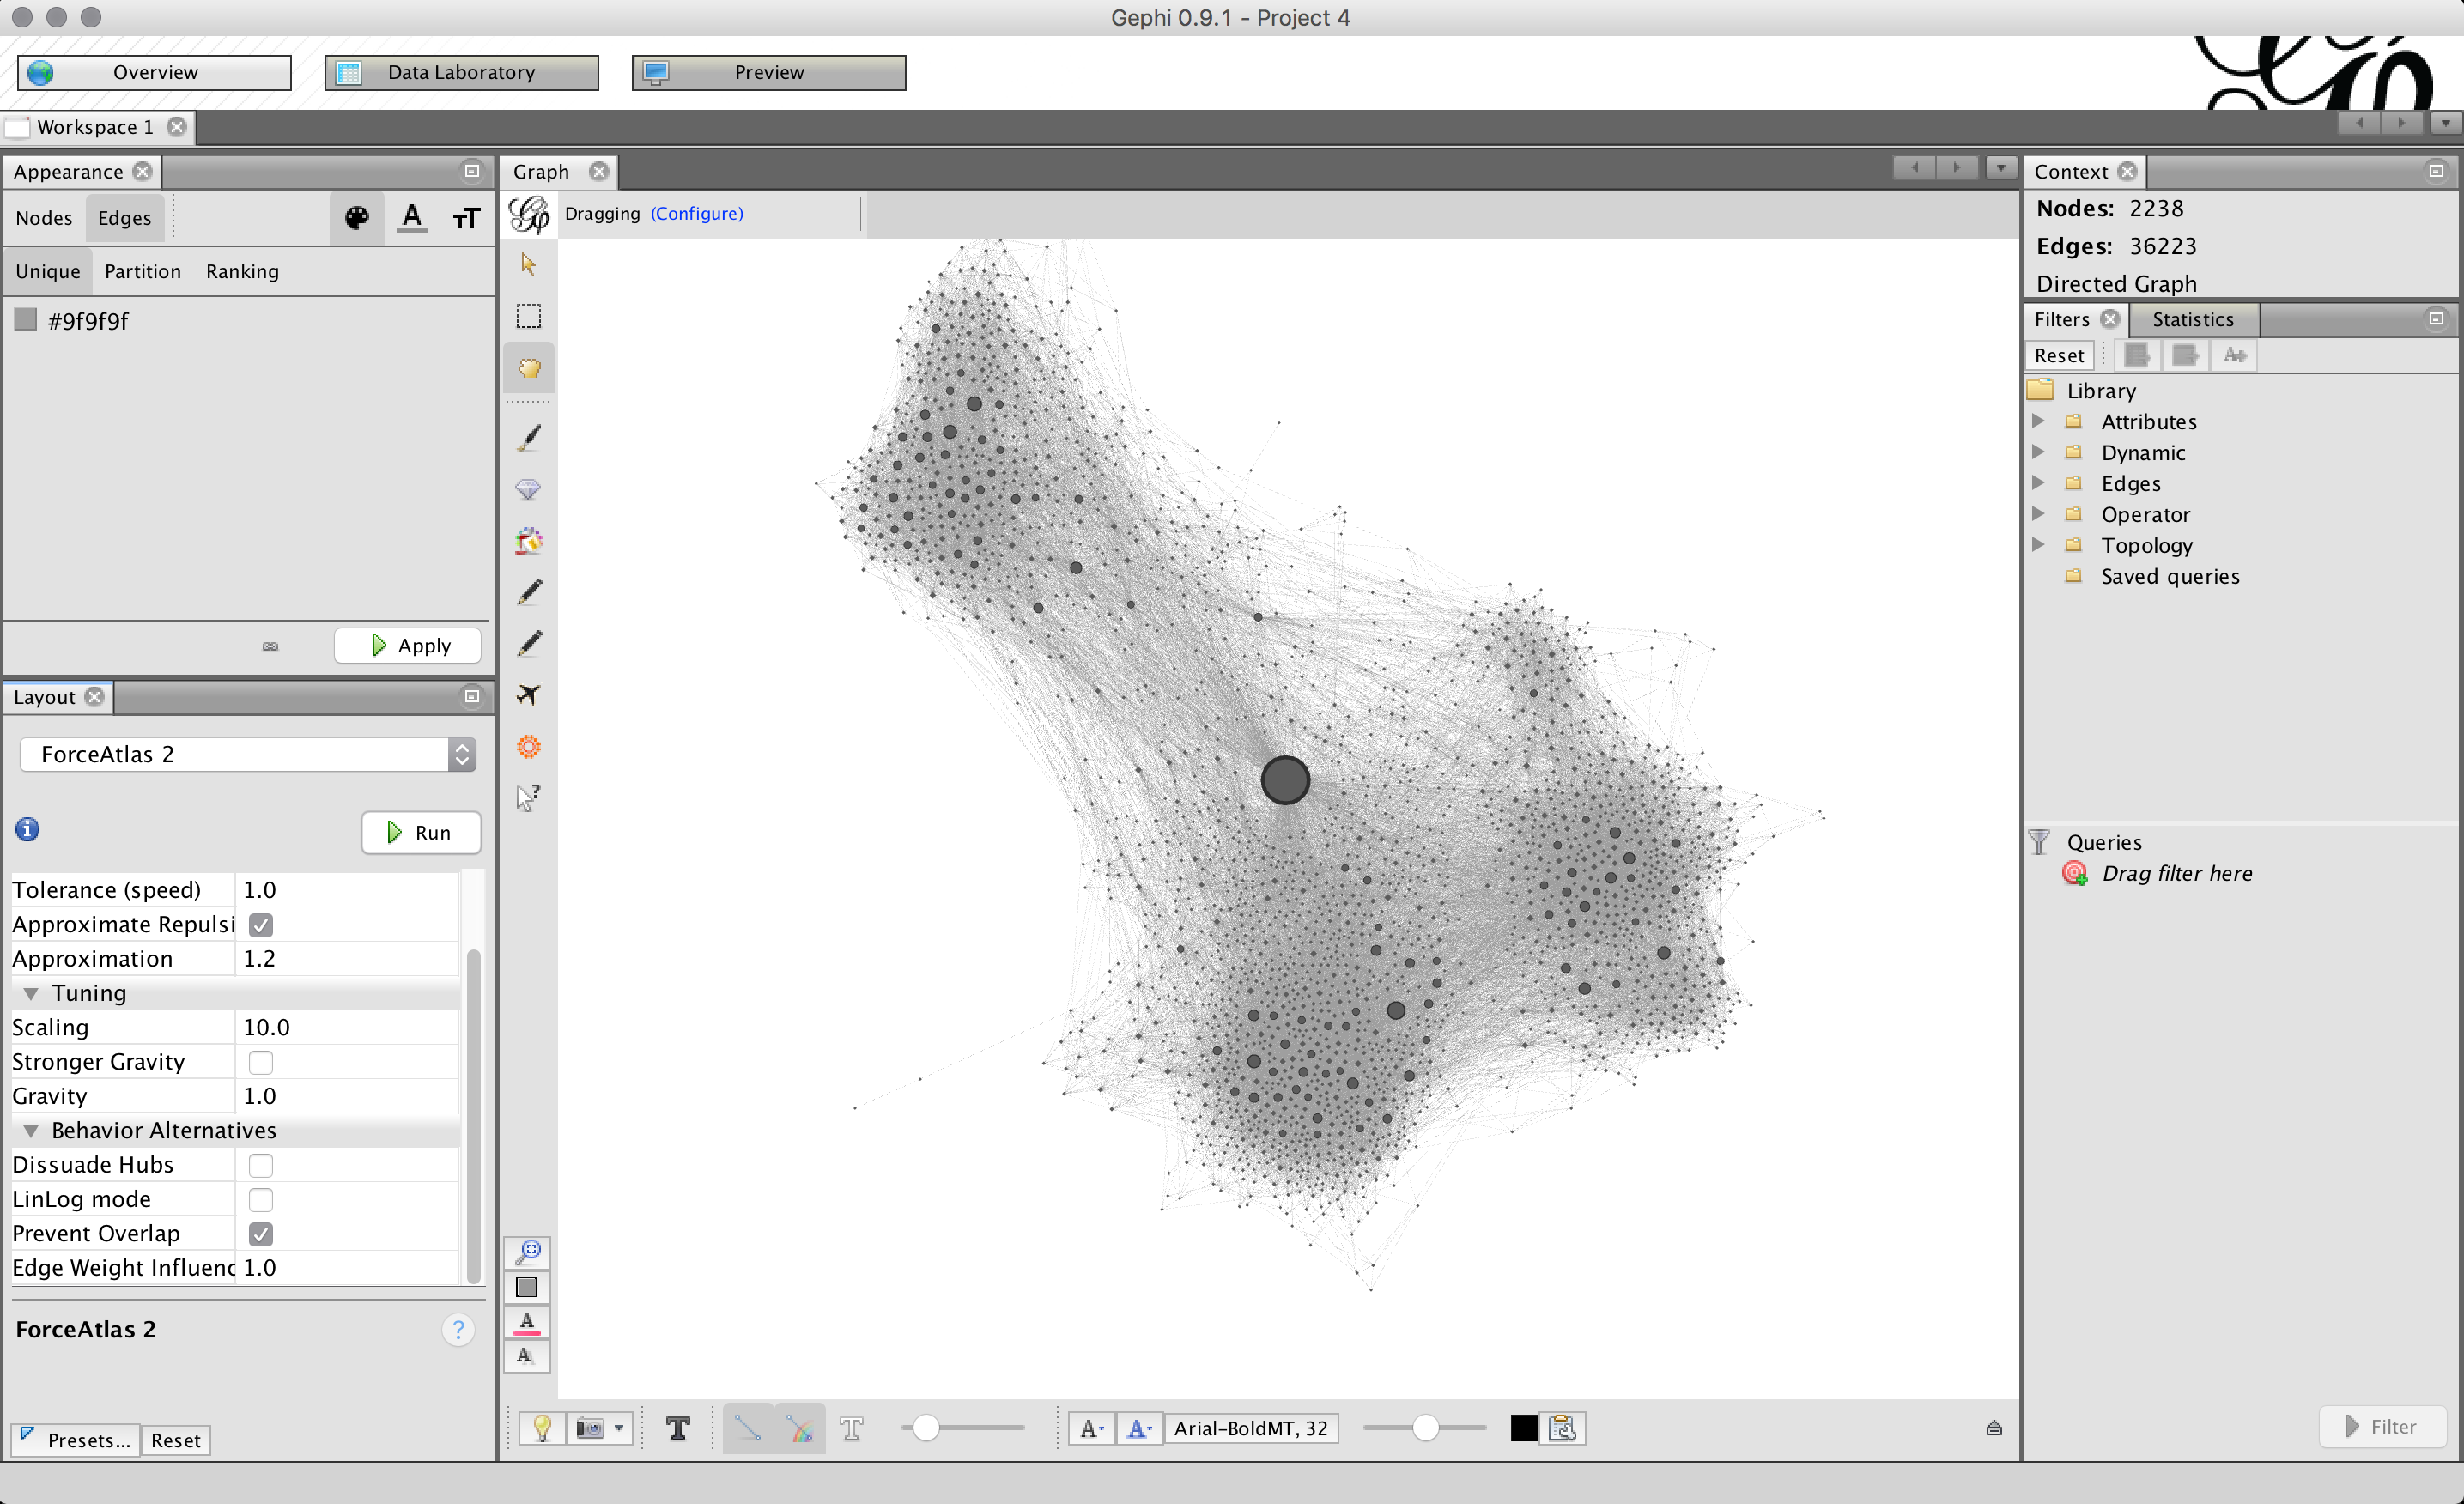 Gephi 0.9.1 - Project 4
Overview
Data Laboratory
Preview
Workspace 1
Appearance
Nodes
Edges
Unique
Partition
Ranking
#9f9f9f
Apply
Layout
ForceAtlas 2
Run
Tolerance (speed) 1.0
Approximate Repulsi
Approximation 1.2
Tuning
Scaling 10.0
Stronger Gravity
Gravity 1.0
Behavior Alternatives
Dissuade Hubs
LinLog mode
Prevent Overlap
Edge Weight Influenc 1.0
ForceAtlas 2
?
Presets...
Reset
Graph
Dragging (Configure)
T
T
A
A
A-
A-
Arial-BoldMT, 32
Context
Nodes: 2238
Edges: 36223
Directed Graph
Filters
Statistics
Reset
Library
Attributes
Dynamic
Edges
Operator
Topology
Saved queries
Queries
Drag filter here
Filter